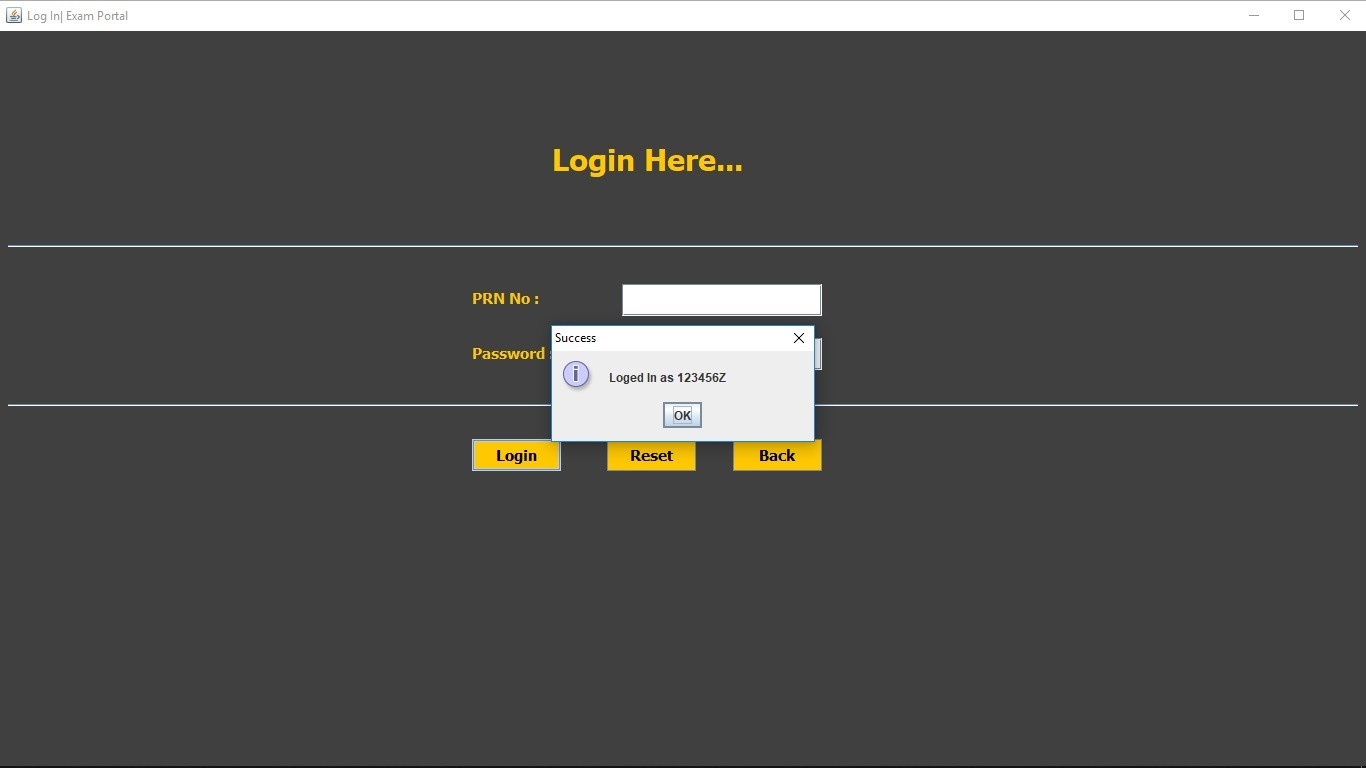 Log In| Exam Portal
Login Here...
PRN No :
Success
Password :
Loged In as 123456Z
OK
Login Reset Back